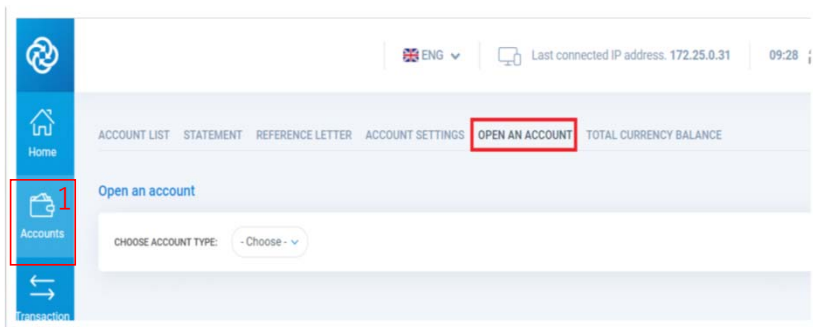 ENG
Last connected IP address. 172.25.0.31
09:28
Home
ACCOUNT LIST STATEMENT REFERENCE LETTER ACCOUNT SETTINGS OPEN AN ACCOUNT TOTAL CURRENCY BALANCE
1
Accounts
Open an account
CHOOSE ACCOUNT TYPE: - Choose -
Transaction